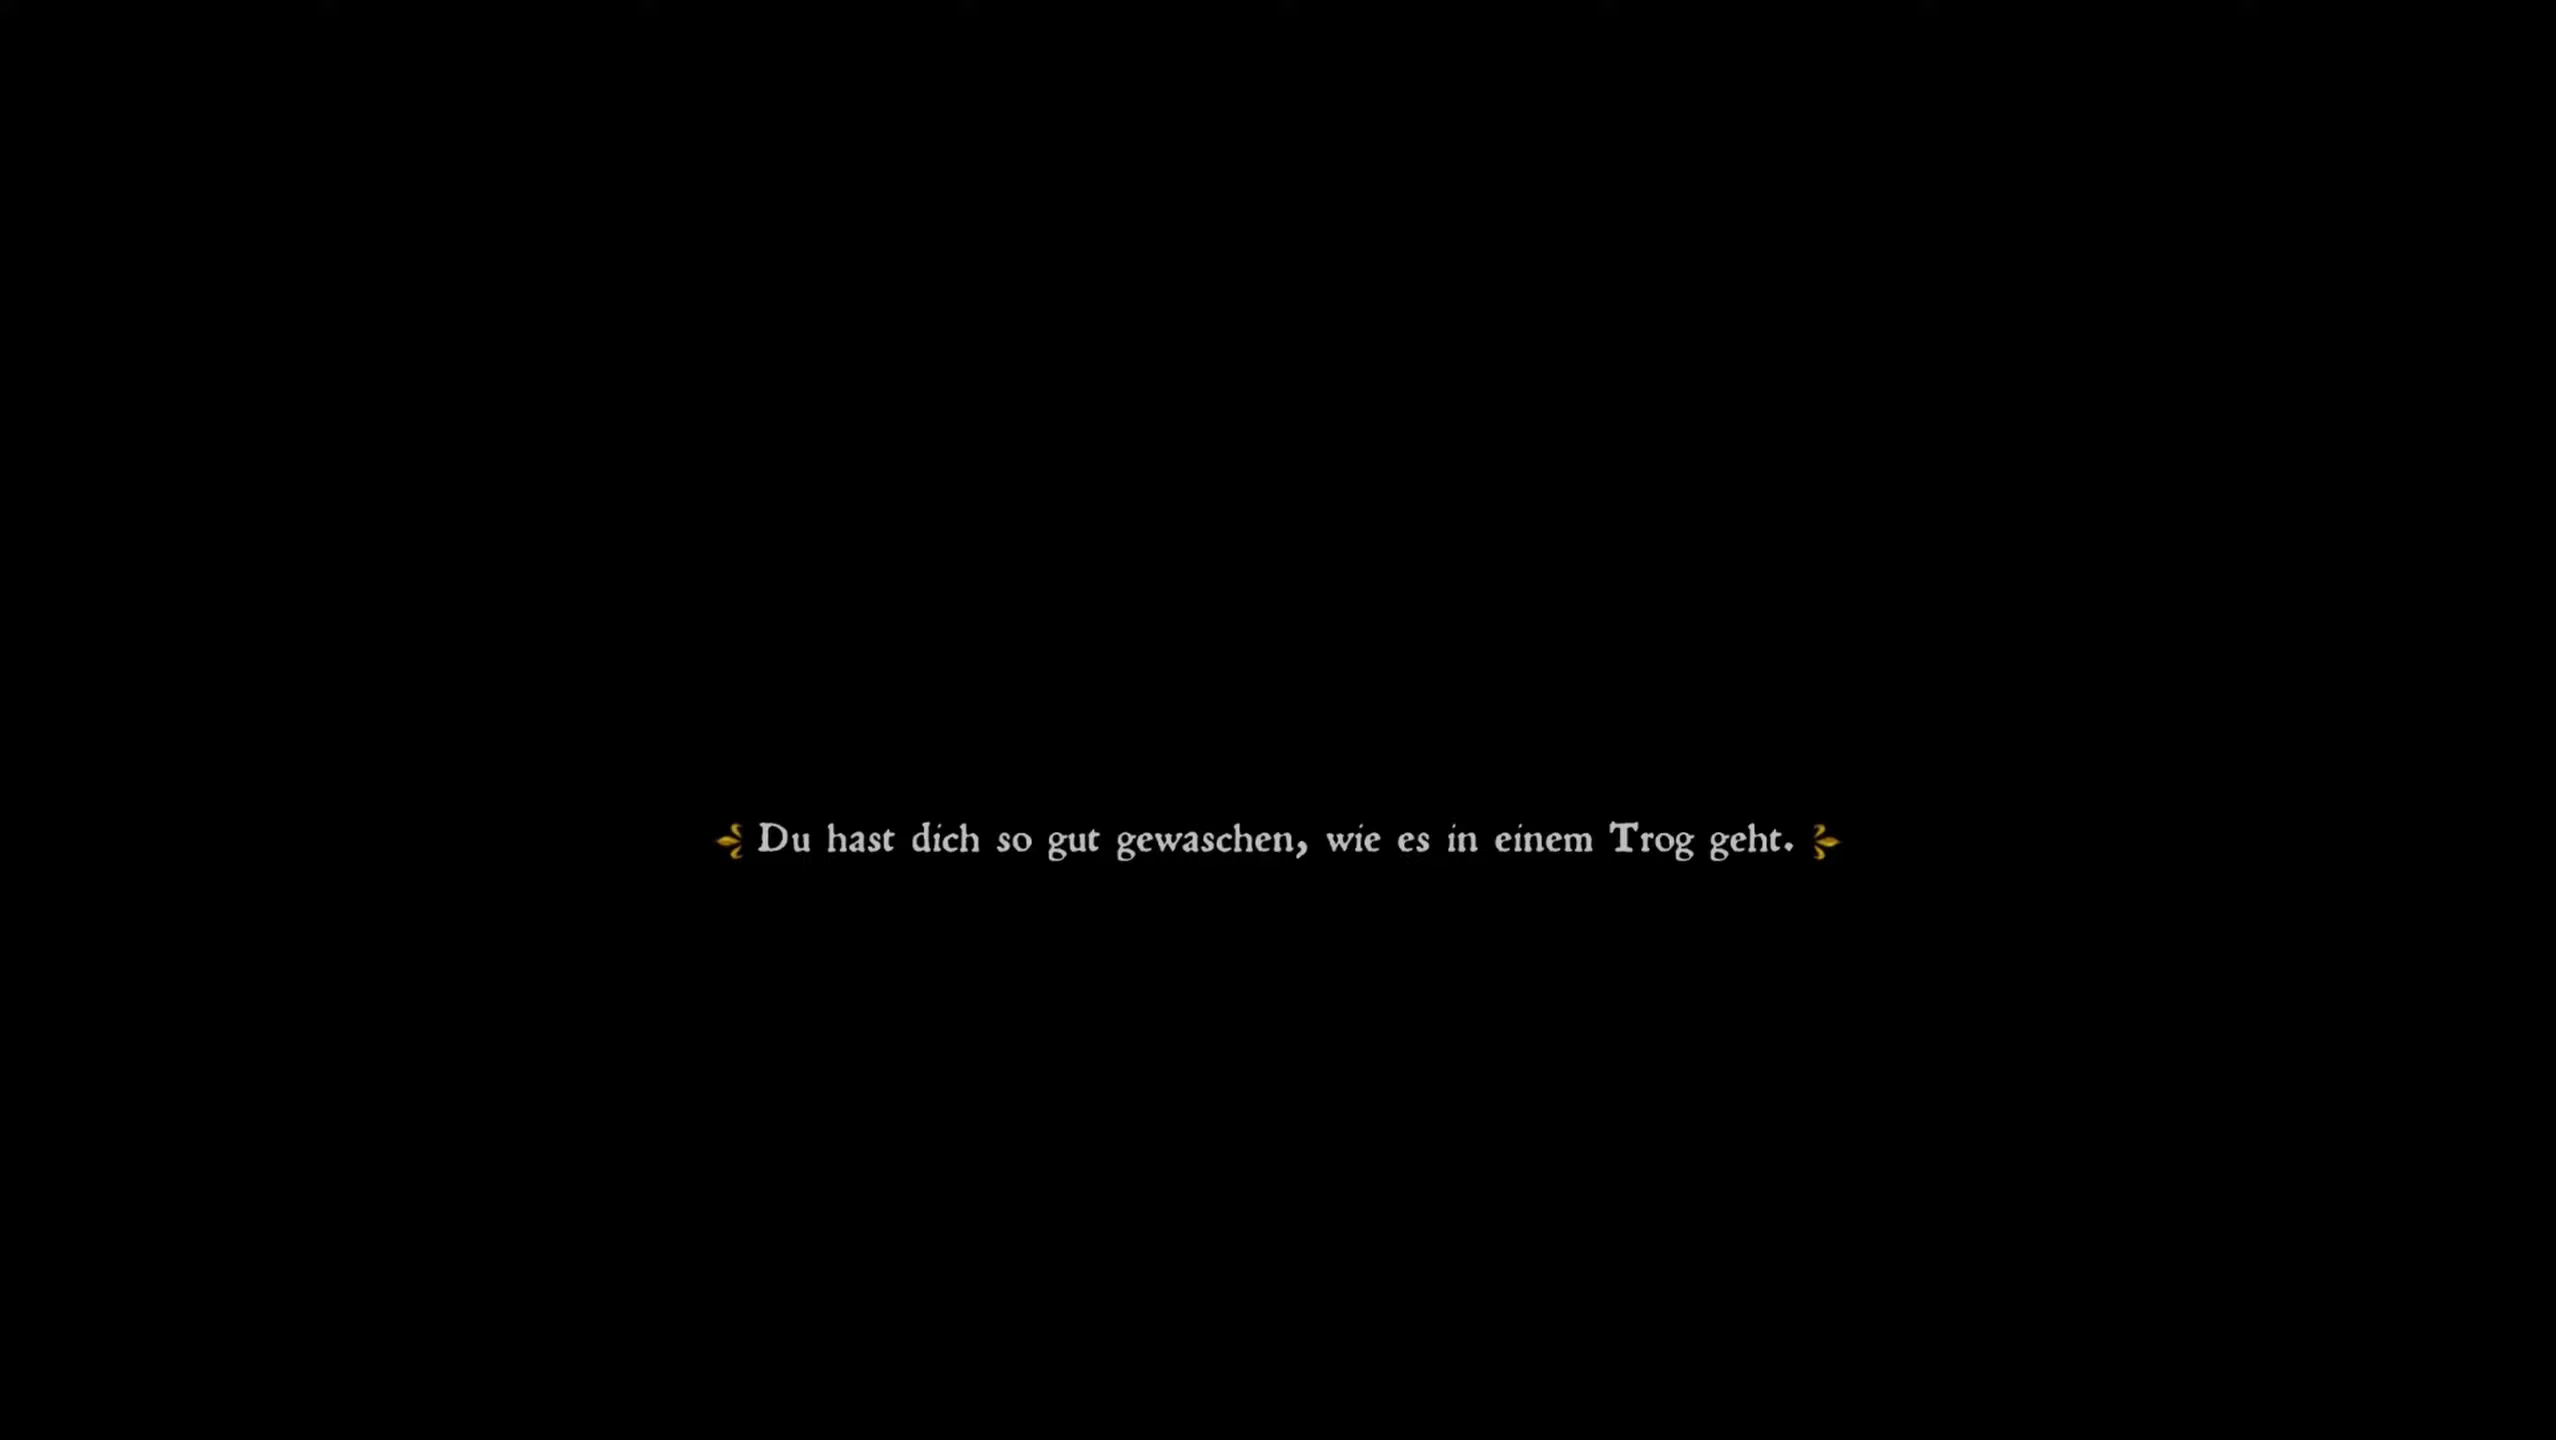 Du hast dich so gut gewaschen, wie es in einem Trog geht.